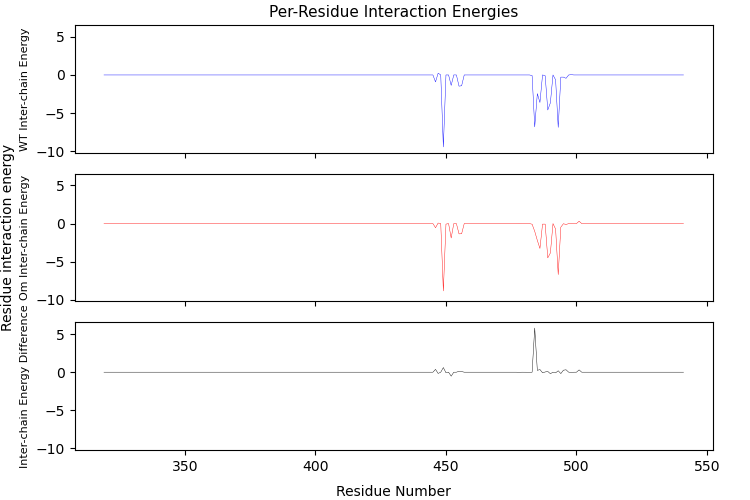 Per-Residue Interaction Energies
5
0
−5
−10
WT Inter-chain Energy
5
0
−5
−10
Om Inter-chain Energy
5
0
−5
−10
Inter-chain Energy Difference
Residue interaction energy
350 400 450 500 550
Residue Number